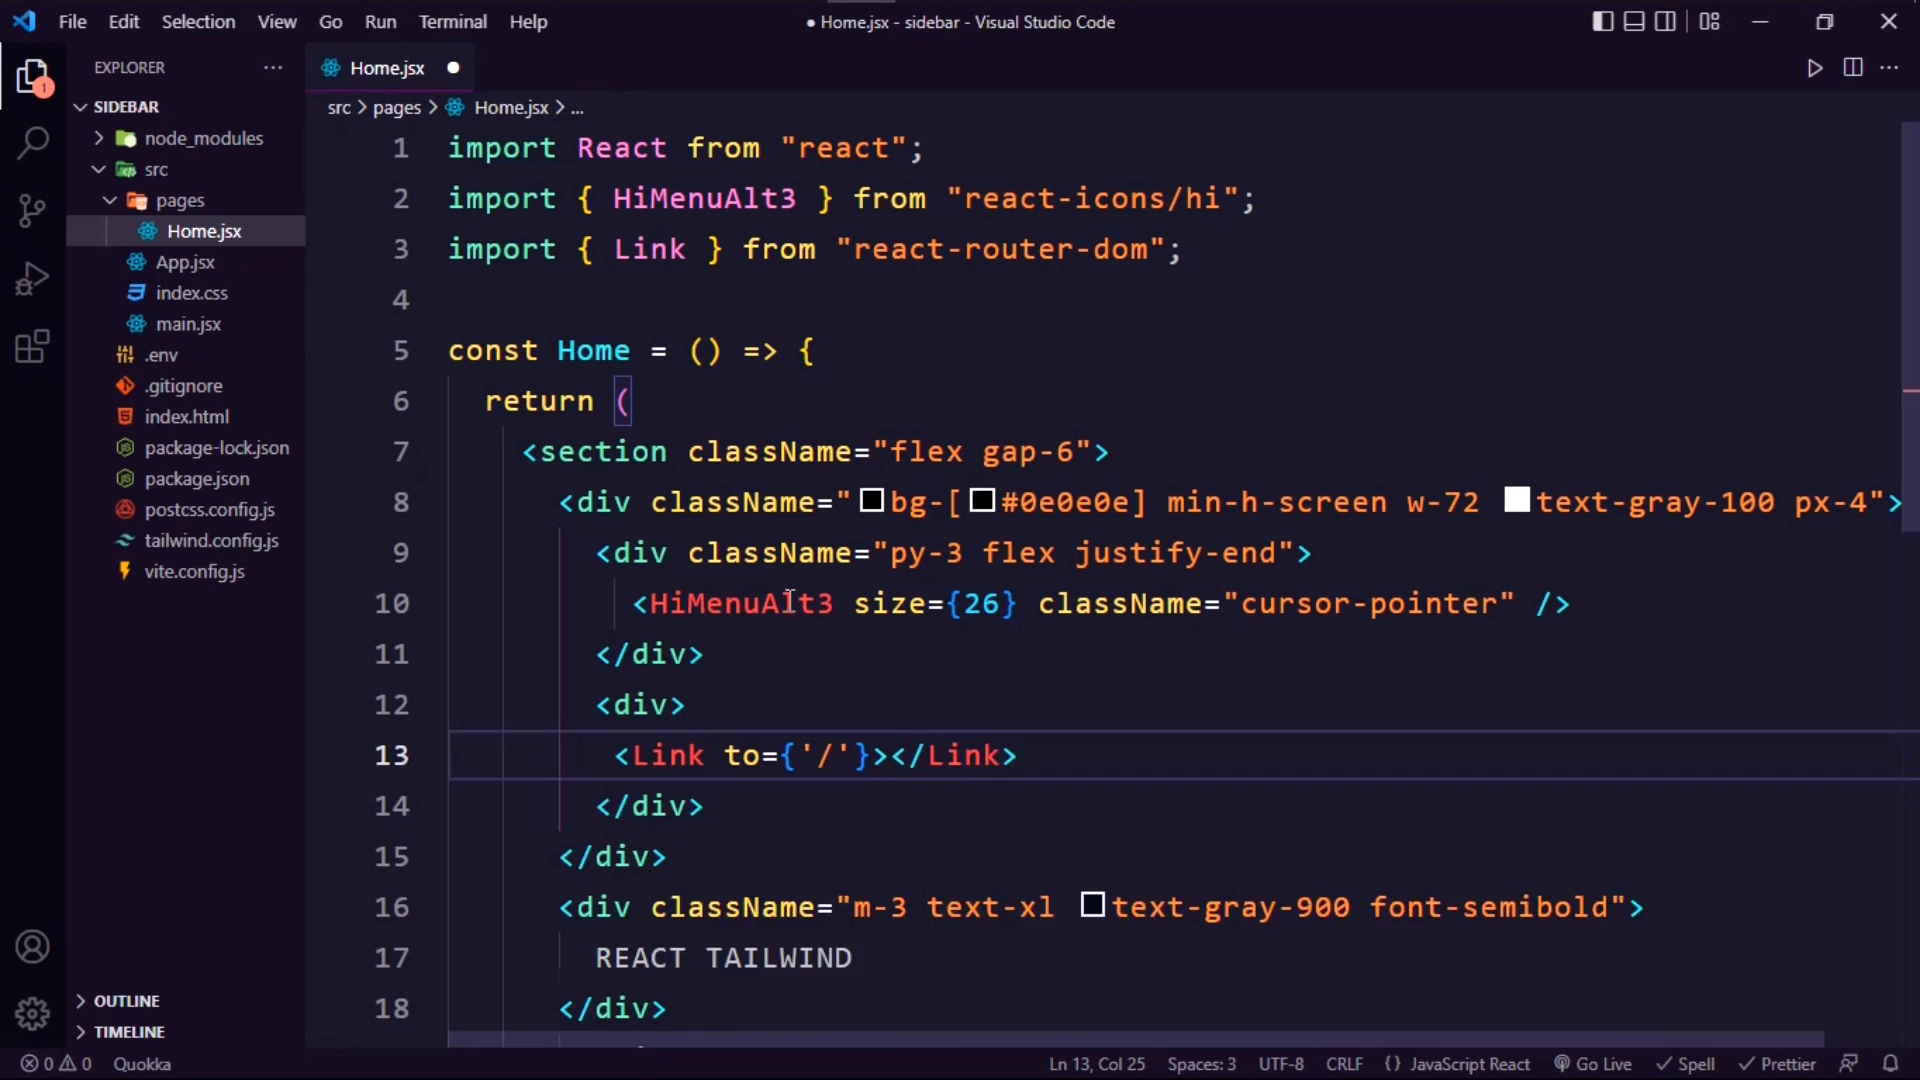 File Edit Selection View Go Run Terminal Help
● Home.jsx - sidebar - Visual Studio Code
EXPLORER
1
SIDEBAR
node_modules
src
pages
Home.jsx
App.jsx
index.css
main.jsx
.env
.gitignore
index.html
package-lock.json
package.json
postcss.config.js
tailwind.config.js
vite.config.js
OUTLINE
TIMELINE
Home.jsx
src > pages > Home.jsx > ...
1 import React from "react";
2 import { HiMenuAlt3 } from "react-icons/hi";
3 import { Link } from "react-router-dom";
4
5 const Home = () => {
6 return (
7 <section className="flex gap-6">
8 <div className="bg-[#0e0e0e] min-h-screen w-72 text-gray-100 px-4">
9 <div className="py-3 flex justify-end">
10 <HiMenuAlt3 size={26} className="cursor-pointer" />
11 </div>
12 <div>
13 <Link to={'/'}></Link>
14 </div>
15 </div>
16 <div className="m-3 text-xl text-gray-900 font-semibold">
17 REACT TAILWIND
18 </div>
0 0 Quokka Ln 13, Col 25 Spaces: 3 UTF-8 CRLF {} JavaScript React Go Live Spell Prettier